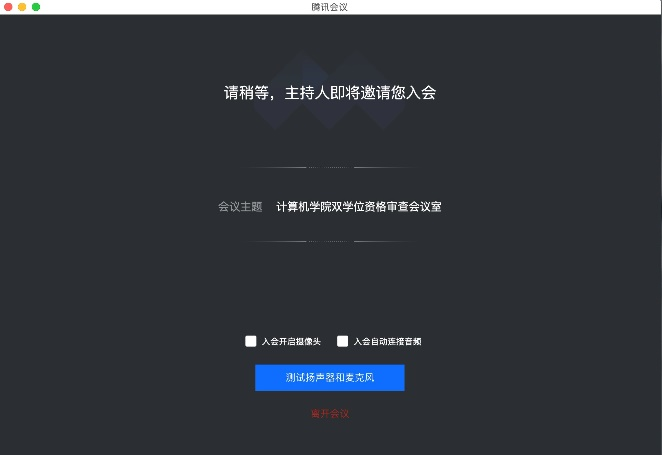 腾讯会议
请稍等，主持人即将邀请您入会
会议主题 计算机学院双学位资格审查会议室
入会开启摄像头 入会自动连接音频
测试扬声器和麦克风
离开会议